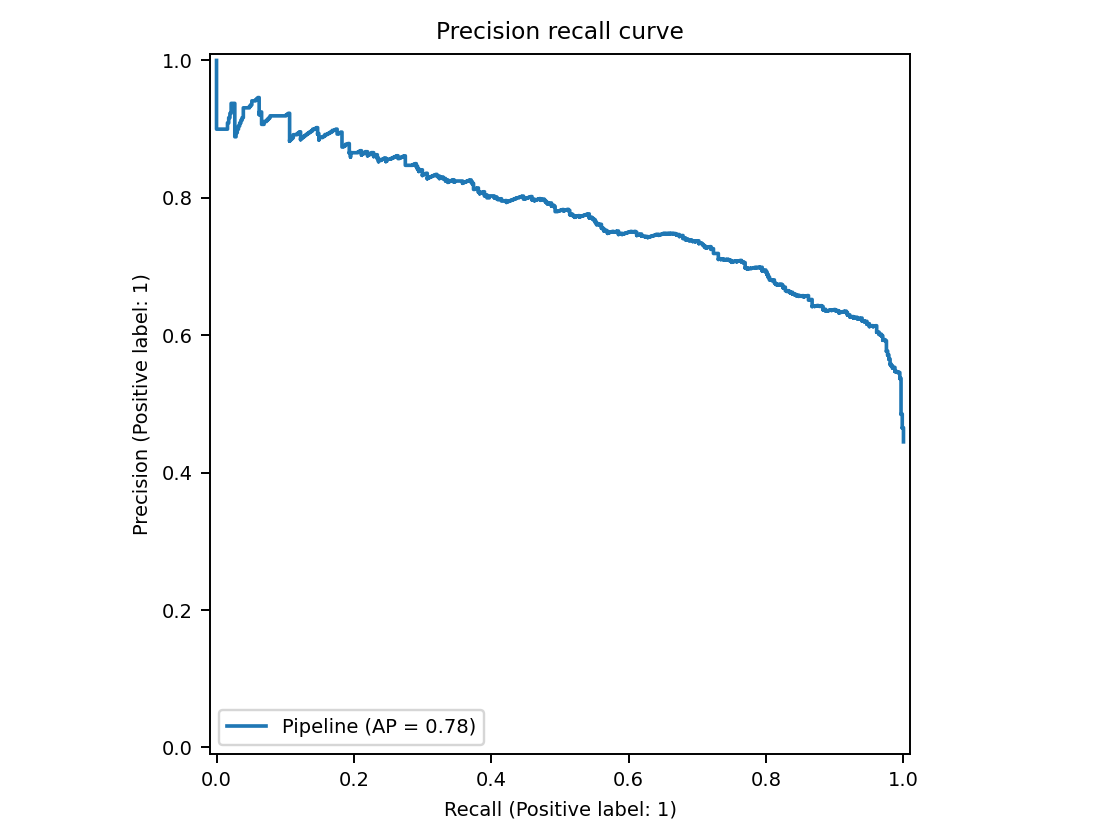 Precision recall curve
1.0
0.8
0.6
0.4
0.2
0.0
Precision (Positive label: 1)
Pipeline (AP = 0.78)
0.0 0.2 0.4 0.6 0.8 1.0
Recall (Positive label: 1)